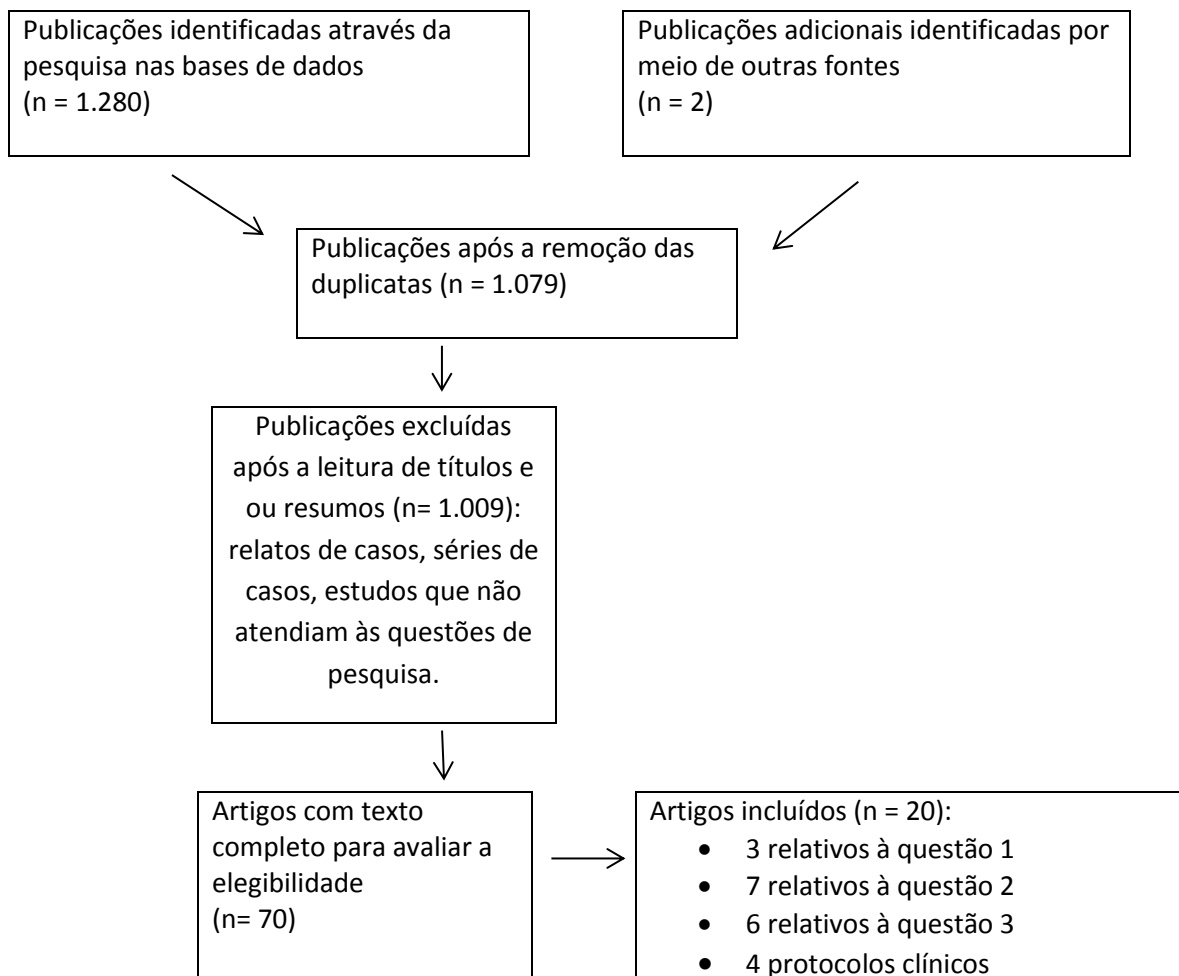 Publicações identificadas através da
pesquisa nas bases de dados
(n = 1.280)
Publicações adicionais identificadas por
meio de outras fontes
(n = 2)
Publicações após a remoção das
duplicatas (n = 1.079)
Publicações excluídas
após a leitura de títulos e
ou resumos (n= 1.009):
relatos de casos, séries de
casos, estudos que não
atendiam às questões de
pesquisa.
Artigos com texto
completo para avaliar a
elegibilidade
(n= 70)
Artigos incluídos (n = 20):
• 3 relativos à questão 1
• 7 relativos à questão 2
• 6 relativos à questão 3
• 4 protocolos clínicos